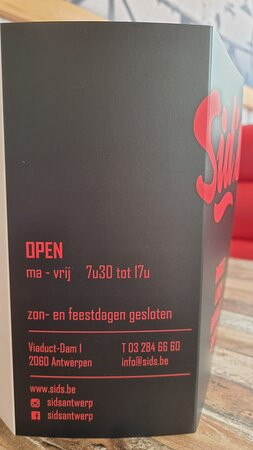 Sids
OPEN
ma - vrij 7u30 tot 17u
zon- en feestdagen gesloten
Viaduct-Dam 1 T 03 284 66 60
2060 Antwerpen info@sids.be
www.sids.be
sidsantwerp
sidsantwerp